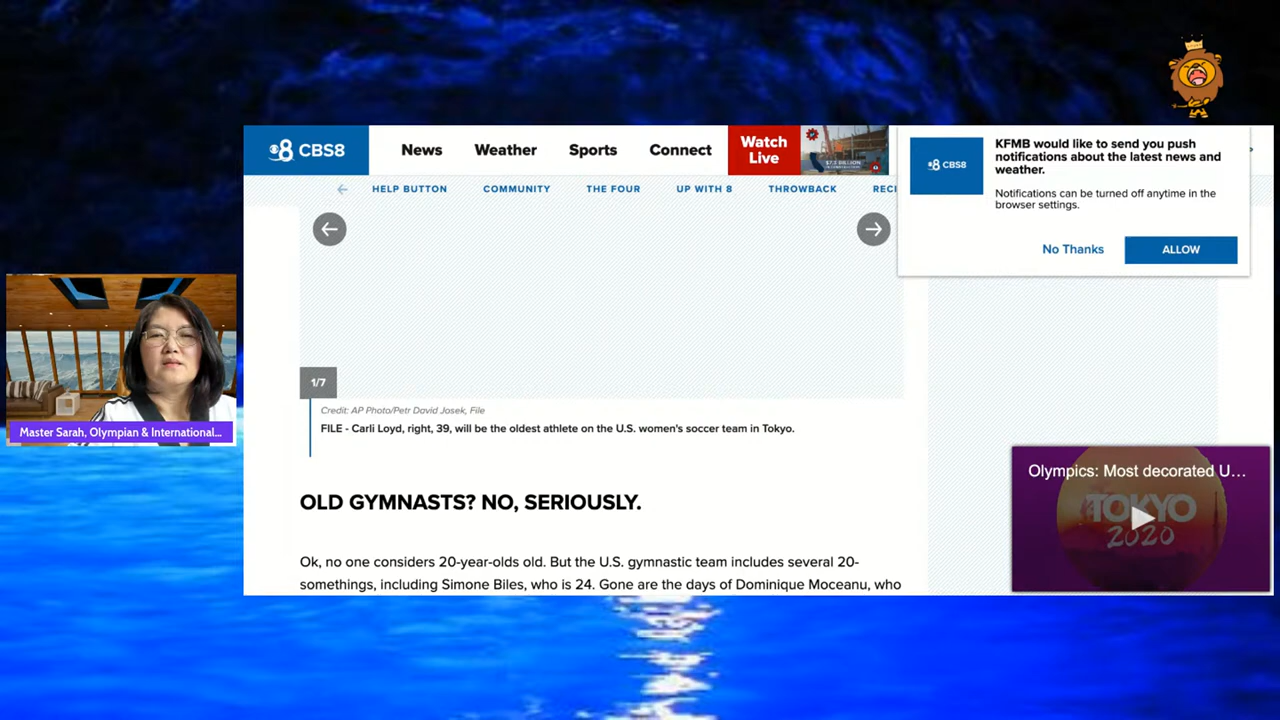 CBS8
News
Weather
Sports
Connect
Watch
Live
KFMB would like to send you push
notifications about the latest news and
weather.
Notifications can be turned off anytime in the
browser settings.
No Thanks
ALLOW
CBS8
HELP BUTTON
COMMUNITY
THE FOUR
UP WITH 8
THROWBACK
RECI
1/7
Credit: AP Photo/Petr David Josek, File
FILE - Carli Loyd, right, 39, will be the oldest athlete on the U.S. women's soccer team in Tokyo.
Master Sarah, Olympian & International...
OLD GYMNASTS? NO, SERIOUSLY.
Ok, no one considers 20-year-olds old. But the U.S. gymnastic team includes several 20-
somethings, including Simone Biles, who is 24. Gone are the days of Dominique Moceanu, who
Olympics: Most decorated U...
TOKYO
2020